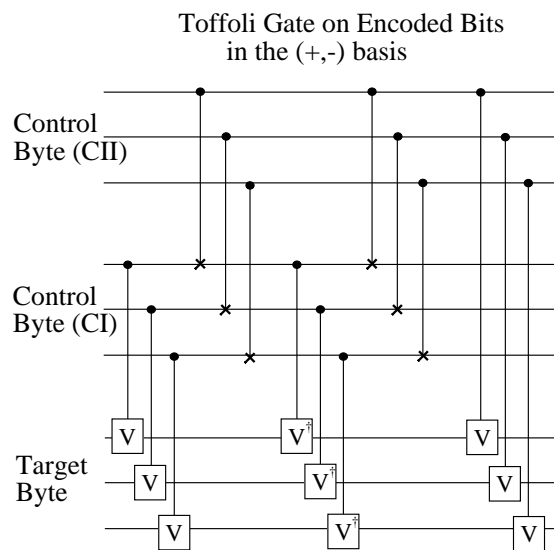 Toffoli Gate on Encoded Bits
in the (+,-) basis
Control
Byte (CII)
Control
Byte (CI)
V V† V
Target
Byte
V V† V
V V† V